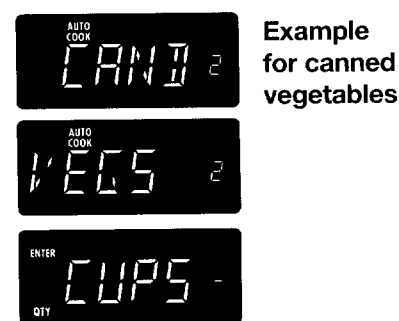 AUTO
COOK
CAND 2
Example
for canned
vegetables
AUTO
COOK
VEGS 2
ENTER
CUPS -
QTY